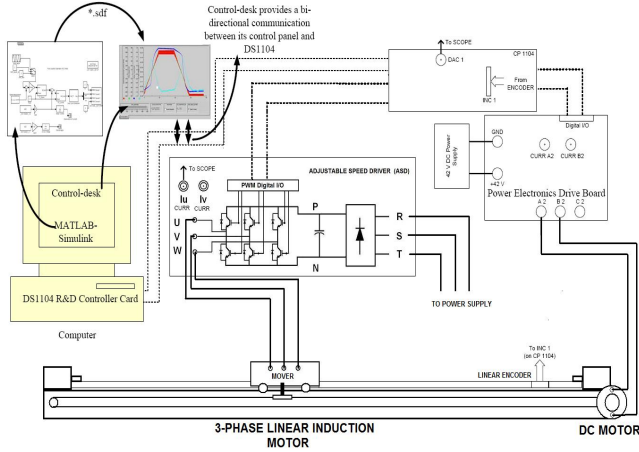 *.sdf
Control-desk provides a bi-
directional communication
between its control panel and
DS1104
To SCOPE
DAC 1
CP 1104
From
ENCODER
INC 1
Digital I/O
GND
CURR A2
CURR B2
42 V DC Power
Supply
+42 V
Power Electronics Drive Board
A 2
B 2
C 2
To SCOPE
ADJUSTABLE SPEED DRIVER (ASD)
PWM Digital I/O
Iu
CURR
Iv
CURR
U
V
W
P
N
R
S
T
TO POWER SUPPLY
Control-desk
MATLAB-
Simulink
DS1104 R&D Controller Card
Computer
MOVER
LINEAR ENCODER
To INC 1
(on CP 1104)
3-PHASE LINEAR INDUCTION
MOTOR
DC MOTOR